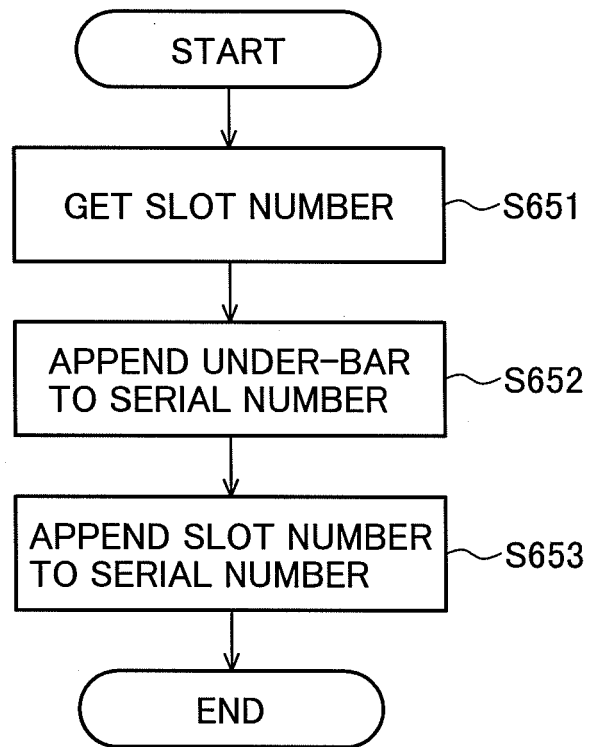 START
GET SLOT NUMBER
S651
APPEND UNDER-BAR
TO SERIAL NUMBER
S652
APPEND SLOT NUMBER
TO SERIAL NUMBER
S653
END